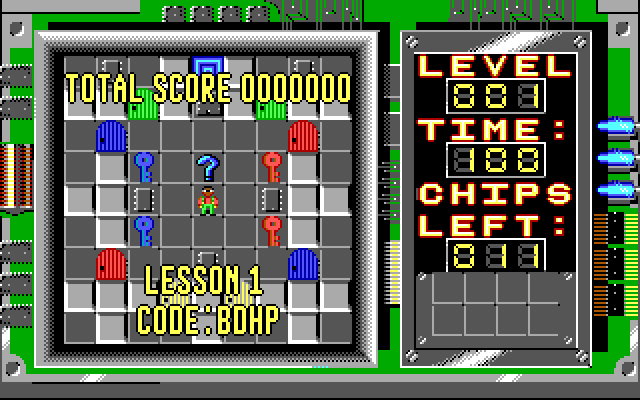 TOTAL SCORE 0000000
LESSON 1
CODE:BDHP
LEVEL
001
TIME:
100
CHIPS
LEFT:
011